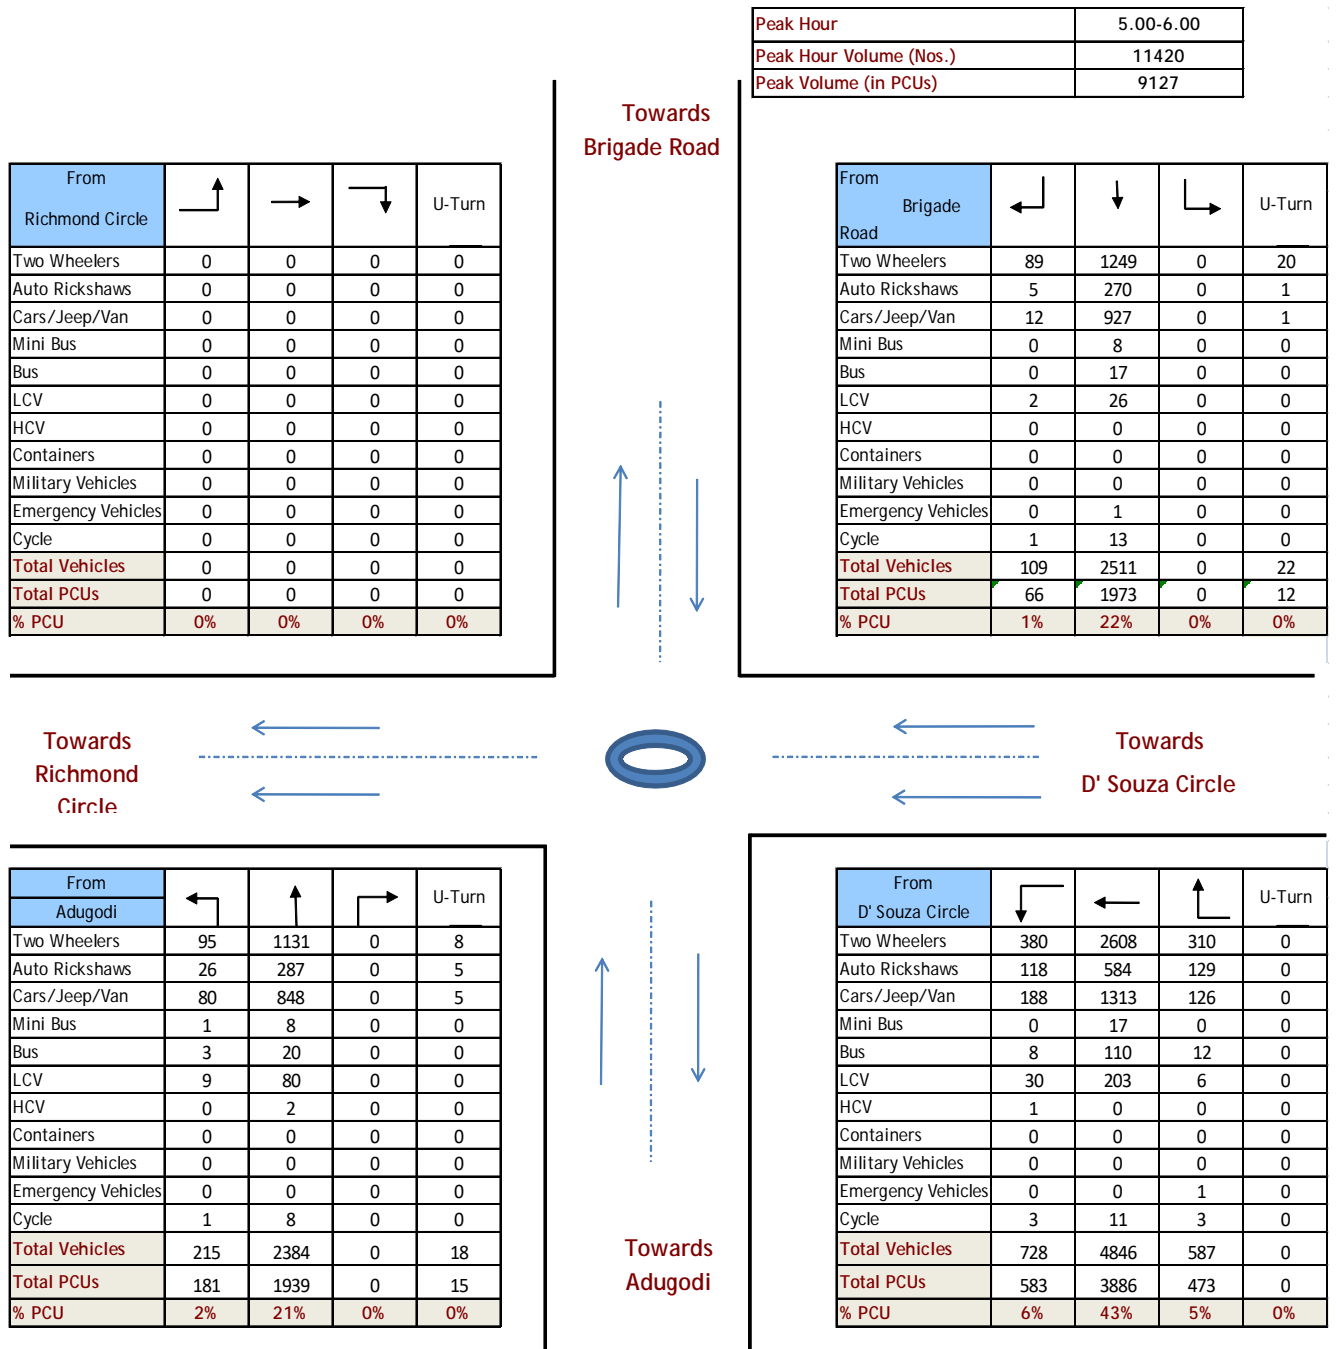 Peak Hour 5.00-6.00
Peak Hour Volume (Nos.) 11420
Peak Volume (in PCUs) 9127
Towards
Brigade Road
From
Richmond Circle U-Turn
Two Wheelers 0 0 0 0
Auto Rickshaws 0 0 0 0
Cars/Jeep/Van 0 0 0 0
Mini Bus 0 0 0 0
Bus 0 0 0 0
LCV 0 0 0 0
HCV 0 0 0 0
Containers 0 0 0 0
Military Vehicles 0 0 0 0
Emergency Vehicles 0 0 0 0
Cycle 0 0 0 0
Total Vehicles 0 0 0 0
Total PCUs 0 0 0 0
% PCU 0% 0% 0% 0%
From
Brigade U-Turn
Road
Two Wheelers 89 1249 0 20
Auto Rickshaws 5 270 0 1
Cars/Jeep/Van 12 927 0 1
Mini Bus 0 8 0 0
Bus 0 17 0 0
LCV 2 26 0 0
HCV 0 0 0 0
Containers 0 0 0 0
Military Vehicles 0 0 0 0
Emergency Vehicles 0 1 0 0
Cycle 1 13 0 0
Total Vehicles 109 2511 0 22
Total PCUs 66 1973 0 12
% PCU 1% 22% 0% 0%
Towards
Richmond
Circle
Towards
D' Souza Circle
From
Adugodi U-Turn
Two Wheelers 95 1131 0 8
Auto Rickshaws 26 287 0 5
Cars/Jeep/Van 80 848 0 5
Mini Bus 1 8 0 0
Bus 3 20 0 0
LCV 9 80 0 0
HCV 0 2 0 0
Containers 0 0 0 0
Military Vehicles 0 0 0 0
Emergency Vehicles 0 0 0 0
Cycle 1 8 0 0
Total Vehicles 215 2384 0 18
Total PCUs 181 1939 0 15
% PCU 2% 21% 0% 0%
Towards
Adugodi
From
D' Souza Circle U-Turn
Two Wheelers 380 2608 310 0
Auto Rickshaws 118 584 129 0
Cars/Jeep/Van 188 1313 126 0
Mini Bus 0 17 0 0
Bus 8 110 12 0
LCV 30 203 6 0
HCV 1 0 0 0
Containers 0 0 0 0
Military Vehicles 0 0 0 0
Emergency Vehicles 0 0 1 0
Cycle 3 11 3 0
Total Vehicles 728 4846 587 0
Total PCUs 583 3886 473 0
% PCU 6% 43% 5% 0%